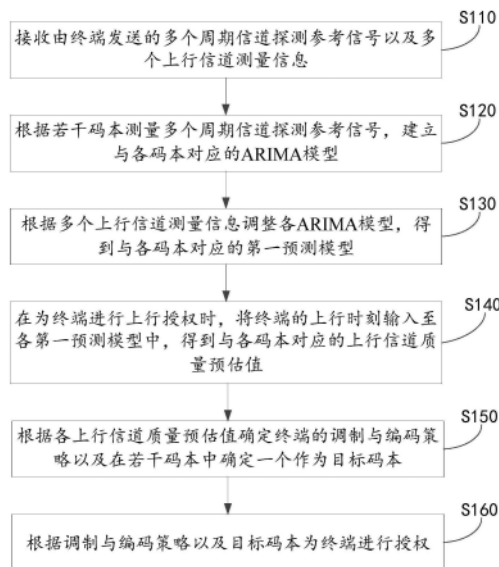 S110
接收由终端发送的多个周期信道探测参考信号以及多
个上行信道测量信息
S120
根据若干码本测量多个周期信道探测参考信号，建立
与各码本对应的ARIMA模型
S130
根据多个上行信道测量信息调整各ARIMA模型，得
到与各码本对应的第一预测模型
S140
在为终端进行上行授权时，将终端的上行时刻输入至
各第一预测模型中，得到与各码本对应的上行信道质
量预估值
S150
根据各上行信道质量预估值确定终端的调制与编码策
略以及在若干码本中确定一个作为目标码本
S160
根据调制与编码策略以及目标码本为终端进行授权